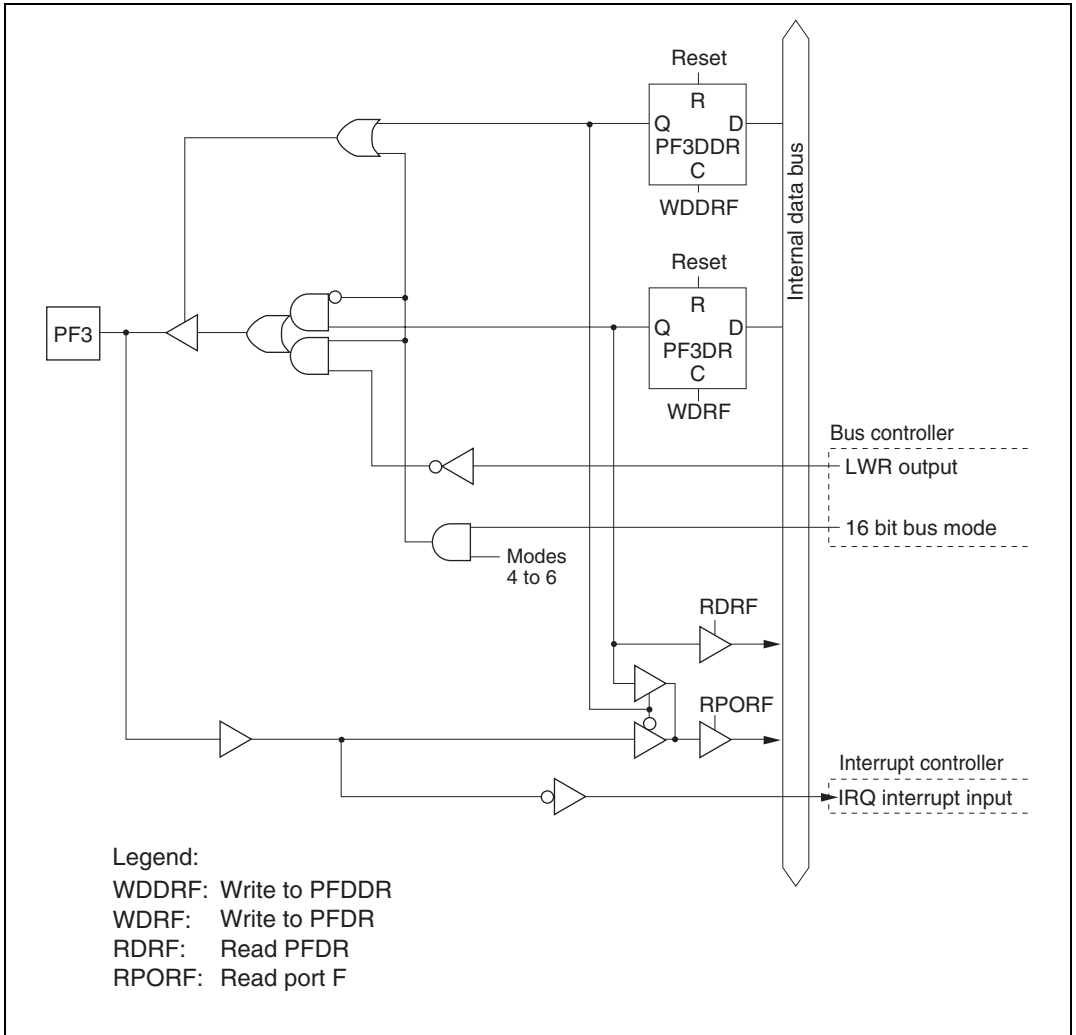 Reset
R
Q D
PF3DDR
C
WDDRF
Internal data bus
Reset
R
PF3
Q D
PF3DR
C
WDRF
Bus controller
LWR output
16 bit bus mode
Modes
4 to 6
RDRF
RPORF
Interrupt controller
IRQ interrupt input
Legend:
WDDRF: Write to PFDDR
WDRF: Write to PFDR
RDRF: Read PFDR
RPORF: Read port F